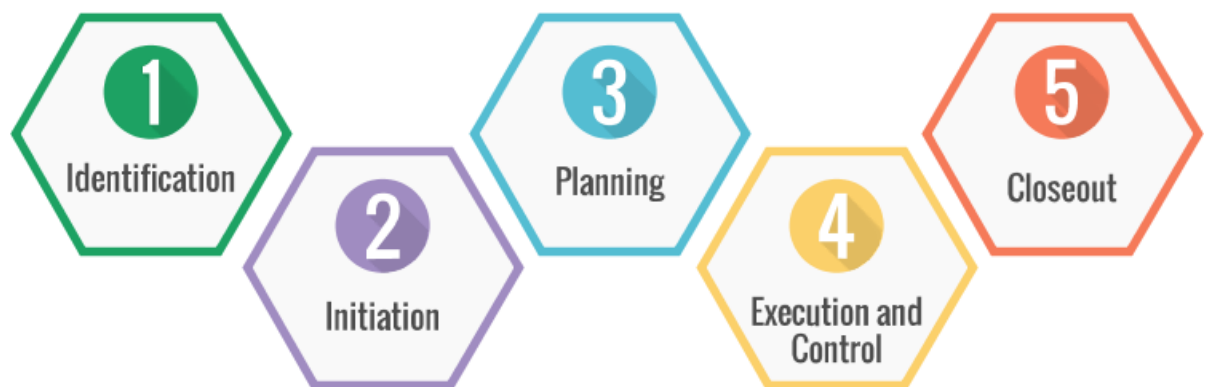 1
Identification
2
Initiation
3
Planning
4
Execution and
Control
5
Closeout